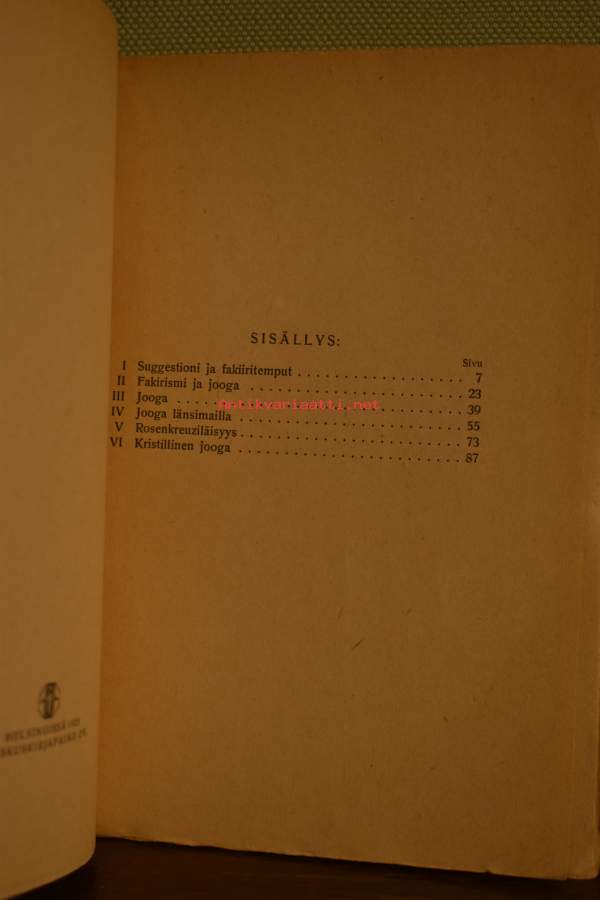 SISÄLLYS:
Sivu
I Suggestioni ja fakiiritemput . . . . . . . . . . . . . . . . . . 7
II Fakirismi ja jooga . . . . . . . . . . . . . . . . . . . . . . . 23
III Jooga . . . . . . . . . . . . . . . . . . . . . . . . . . . . . . . 39
Antikvariaatti.net
IV Jooga länsimailla . . . . . . . . . . . . . . . . . . . . . . . . 55
V Rosenkreuziläisyys . . . . . . . . . . . . . . . . . . . . . . . 73
VI Kristillinen jooga . . . . . . . . . . . . . . . . . . . . . . . . 87
HELSINGISSÄ